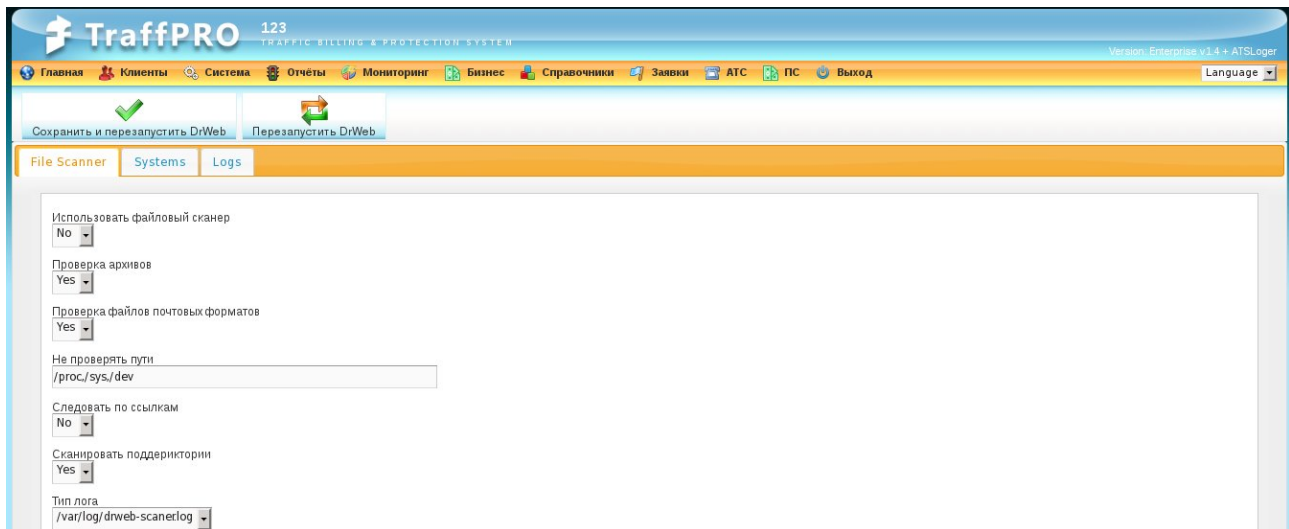 TraffPRO 123
TRAFFIC BILLING & PROTECTION SYSTEM
Version: Enterprise v1.4 + ATSLoger
Главная Клиенты Система Отчёты Мониторинг Бизнес Справочники Заявки АТС ПС Выход Language
Сохранить и перезапустить DrWeb Перезапустить DrWeb
File Scanner Systems Logs
Использовать файловый сканер
No
Проверка архивов
Yes
Проверка файлов почтовых форматов
Yes
Не проверять пути
/proc,/sys,/dev
Следовать по ссылкам
No
Сканировать поддериктории
Yes
Тип лога
/var/log/drweb-scaner.log